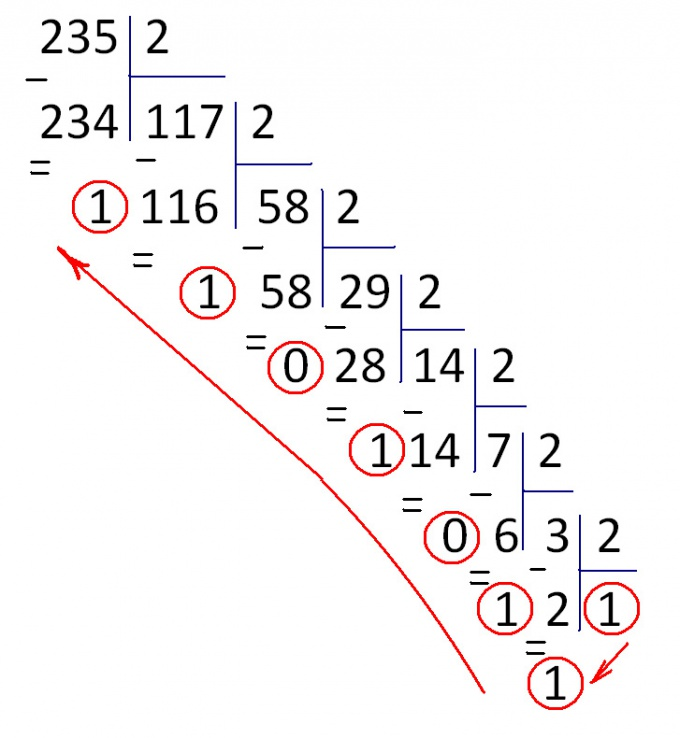 235 2
−
234 117 2
= −
1 116 58 2
= −
1 58 29 2
= −
0 28 14 2
= −
1 14 7 2
= −
0 6 3 2
= −
1 2 1
=
1